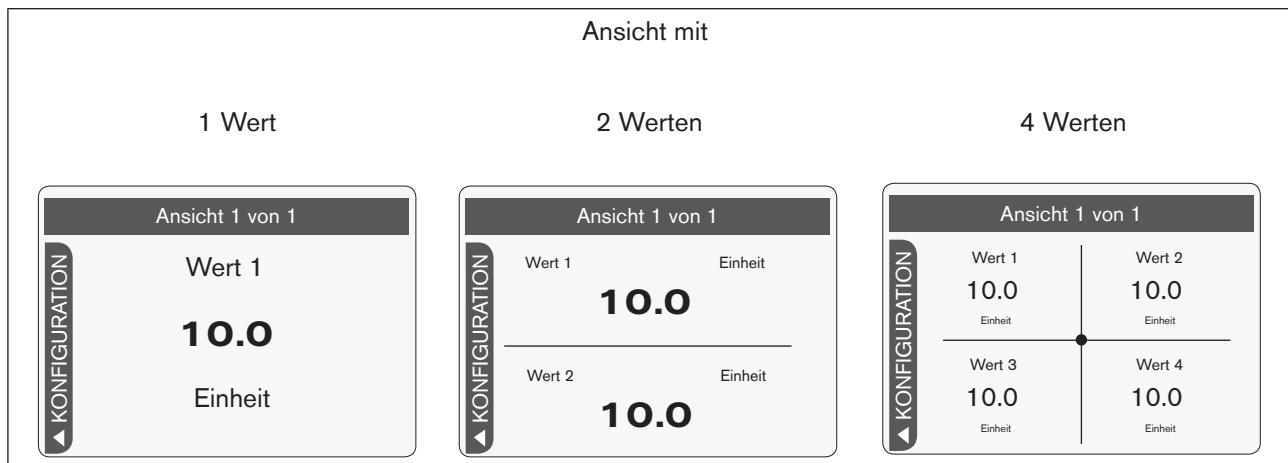 Ansicht mit
1 Wert
2 Werten
4 Werten
Ansicht 1 von 1
◀ KONFIGURATION
Wert 1
10.0
Einheit
Ansicht 1 von 1
◀ KONFIGURATION
Wert 1 Einheit
10.0
Wert 2 Einheit
10.0
Ansicht 1 von 1
◀ KONFIGURATION
Wert 1 Wert 2
10.0 10.0
Einheit Einheit
Wert 3 Wert 4
10.0 10.0
Einheit Einheit